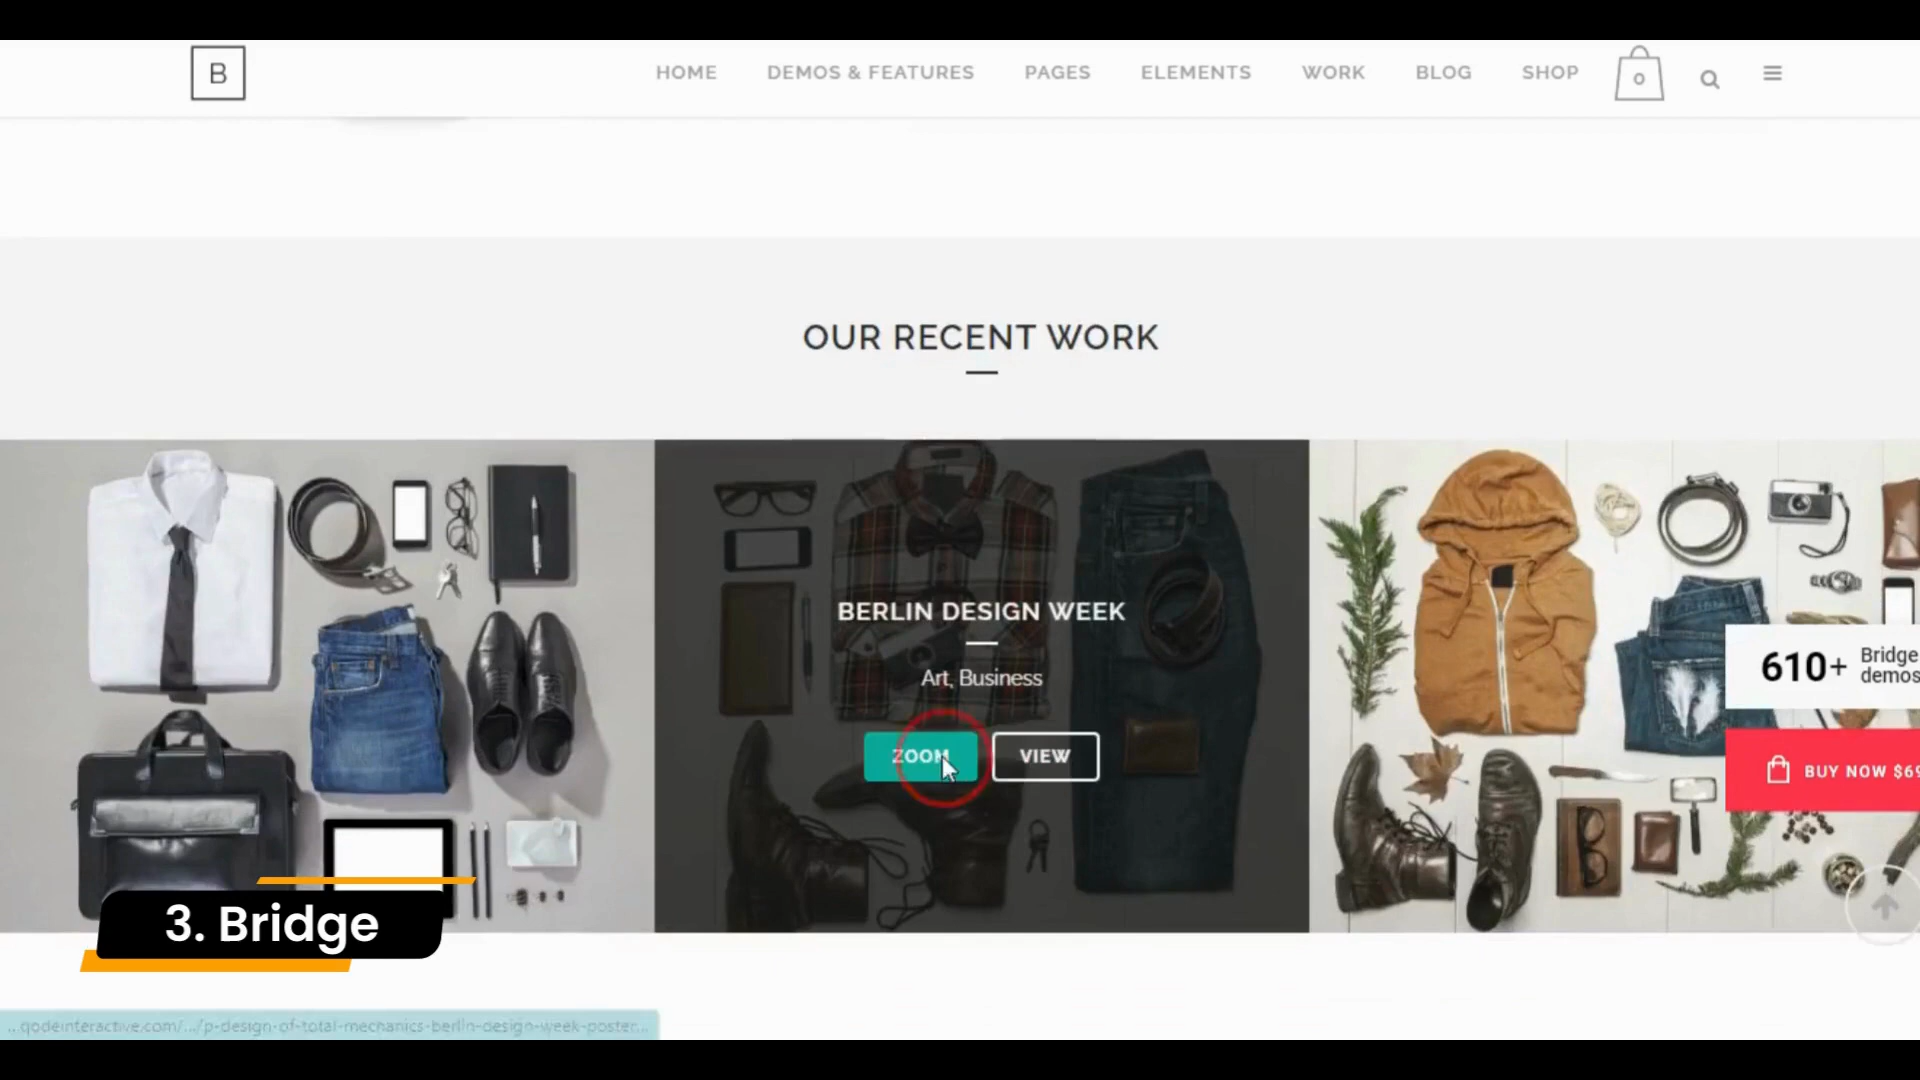 B
HOME DEMOS & FEATURES PAGES ELEMENTS WORK BLOG SHOP 0
OUR RECENT WORK
BERLIN DESIGN WEEK
Art, Business
ZOOM VIEW
610+ Bridge
demos
BUY NOW $69
3. Bridge
...qodeinteractive.com/.../p-design-of-total-mechanics-berlin-design-week-poster...